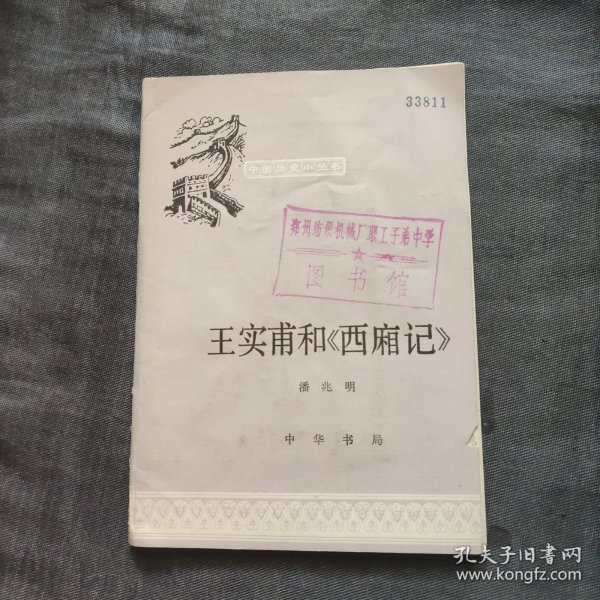 33811
中国历史小丛书
郑州纺织机械厂职工子弟中学
图书馆
王实甫和《西厢记》
潘兆明
中华书局
孔夫子旧书网
www.kongfz.com